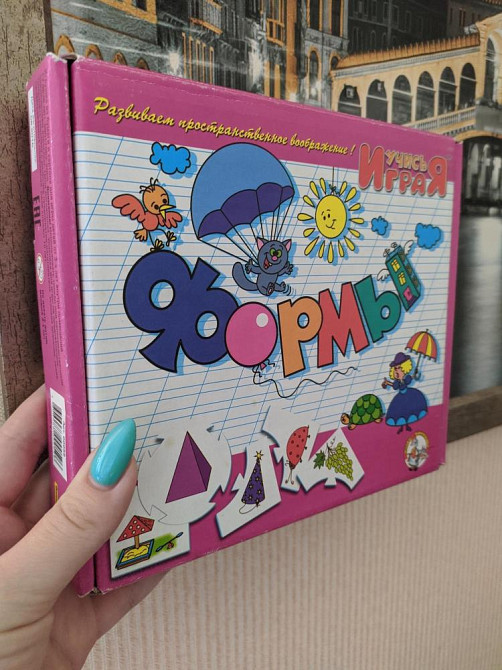 Развиваем пространственное воображение!
УЧИСЬ
ИГРАЯ
ФОРМЫ